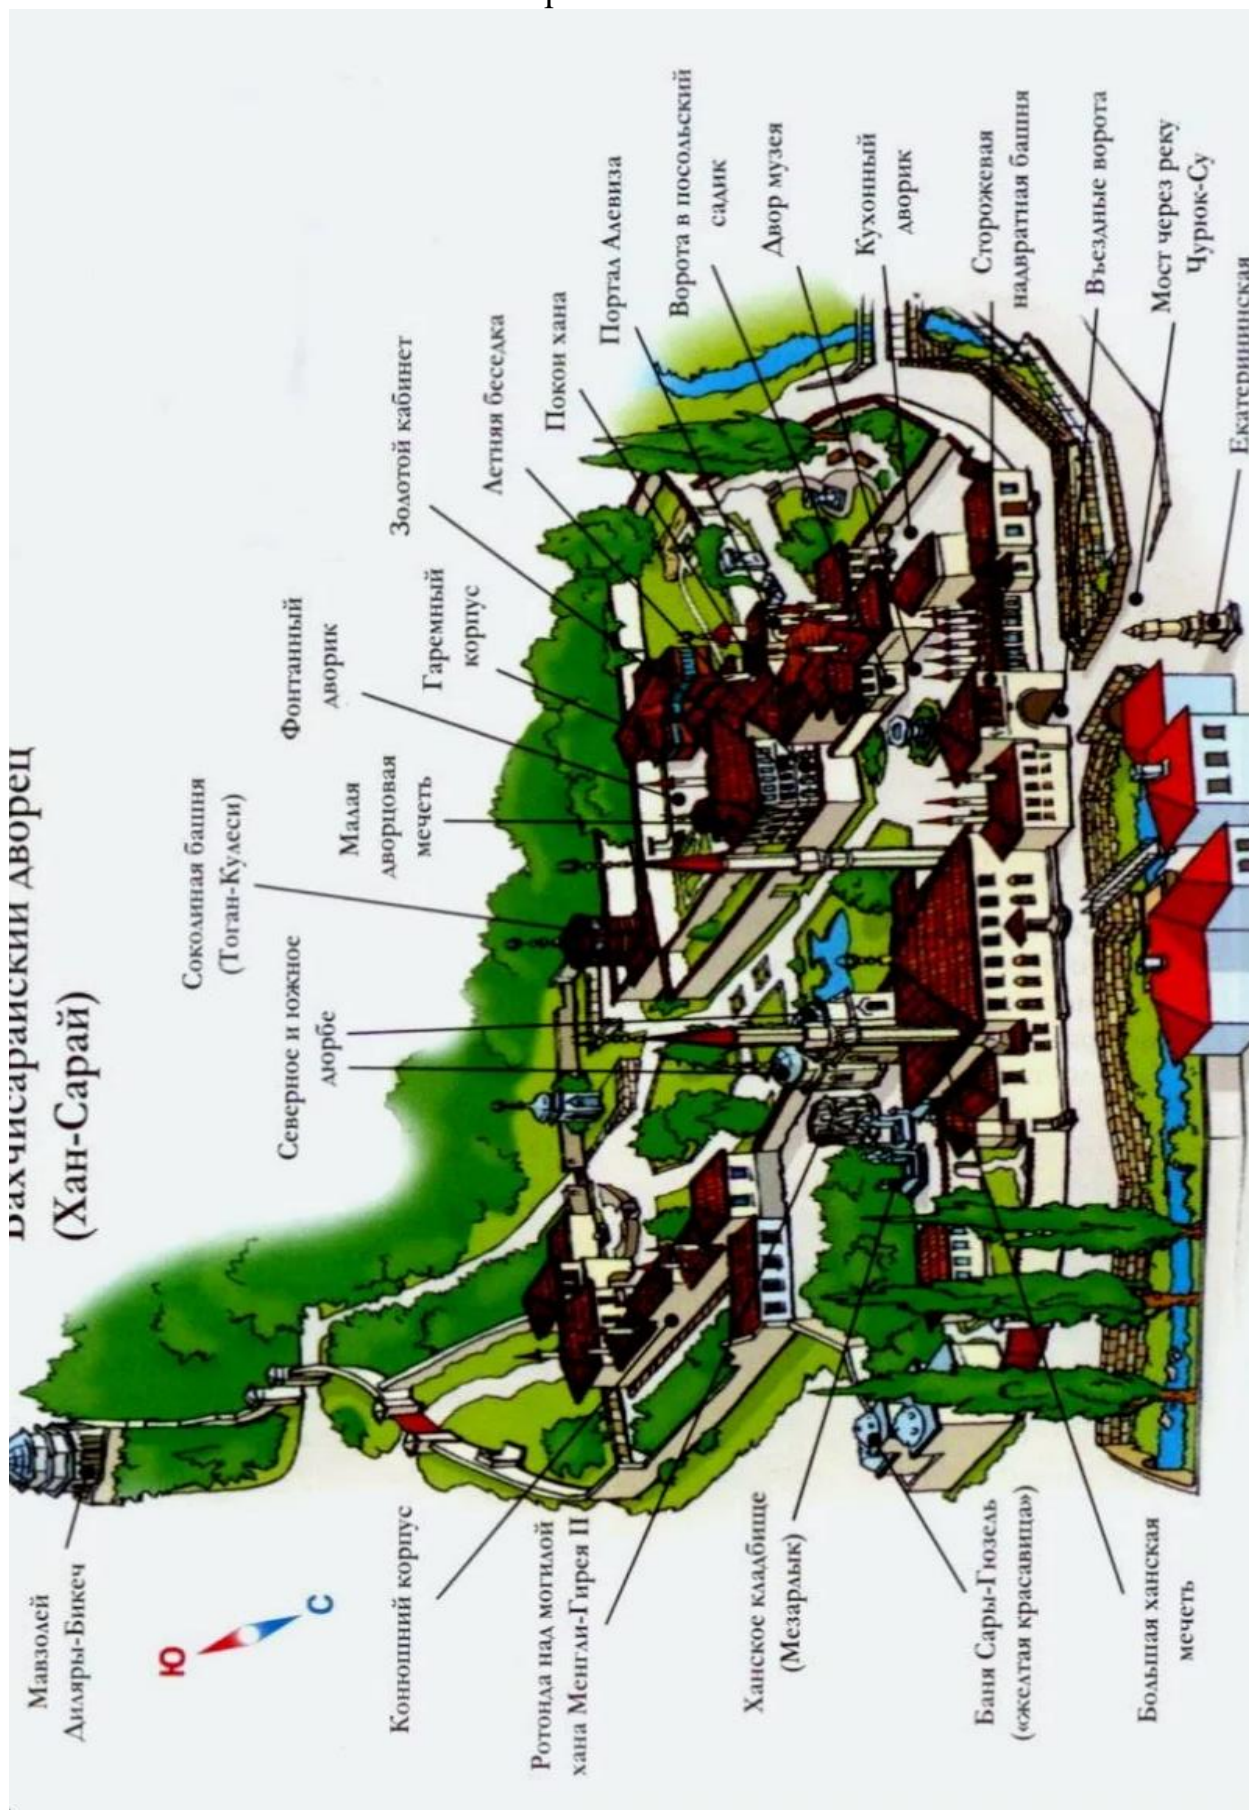 Бахчисарайский дворец
(Хан-Сарай)
Мавзолей
Диляры-Бикеч
Ю
С
Соколиная башня
(Тоган-Кулеси)
Северное и южное
дюрбе
Фонтанный
дворик
Малая
дворцовая
мечеть
Гаремный
корпус
Золотой кабинет
Летняя беседка
Покои хана
Портал Алевиза
Ворота в посольский
садик
Двор музея
Кухонный
дворик
Сторожевая
надвратная башня
Въездные ворота
Мост через реку
Чурюк-Су
Екатерининская
Конюшний корпус
Ротонда над могилой
хана Менгли-Гирея II
Ханское кладбище
(Мезарлык)
Баня Сары-Гюзель
(«желтая красавица»)
Большая ханская
мечеть